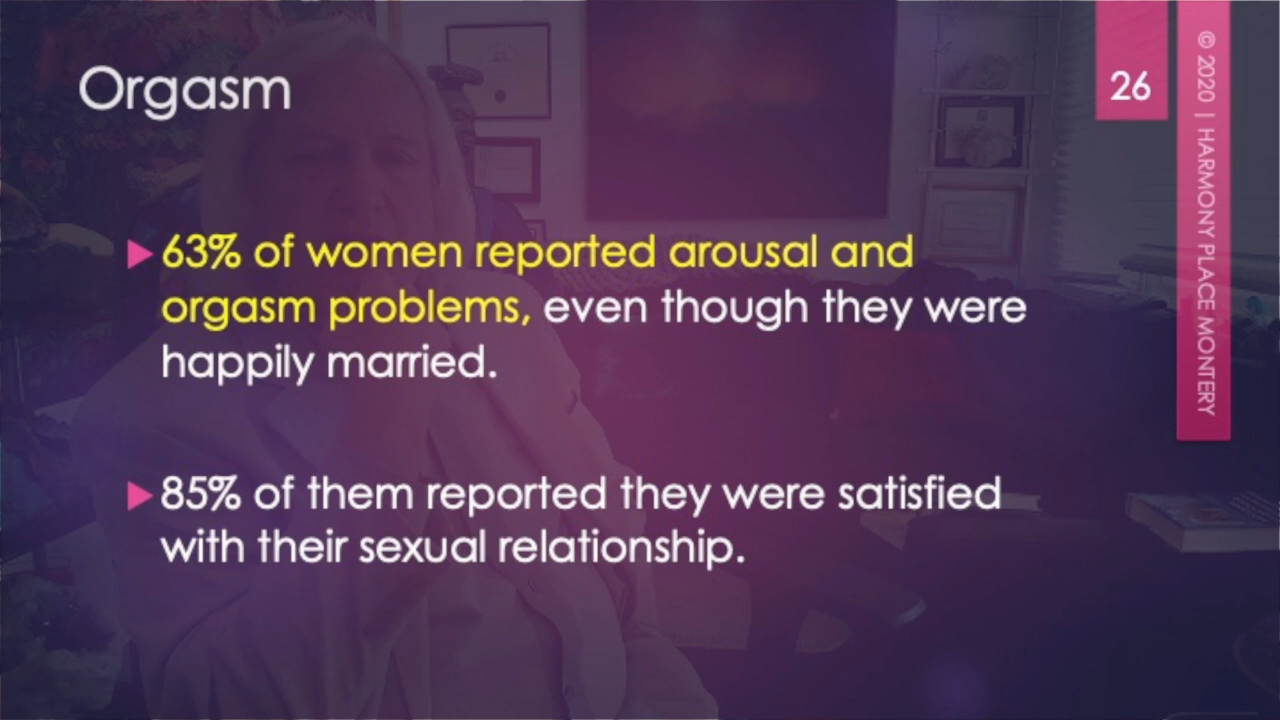 Orgasm
26
© 2020 | HARMONY PLACE MONTERY
63% of women reported arousal and
orgasm problems, even though they were
happily married.
85% of them reported they were satisfied
with their sexual relationship.